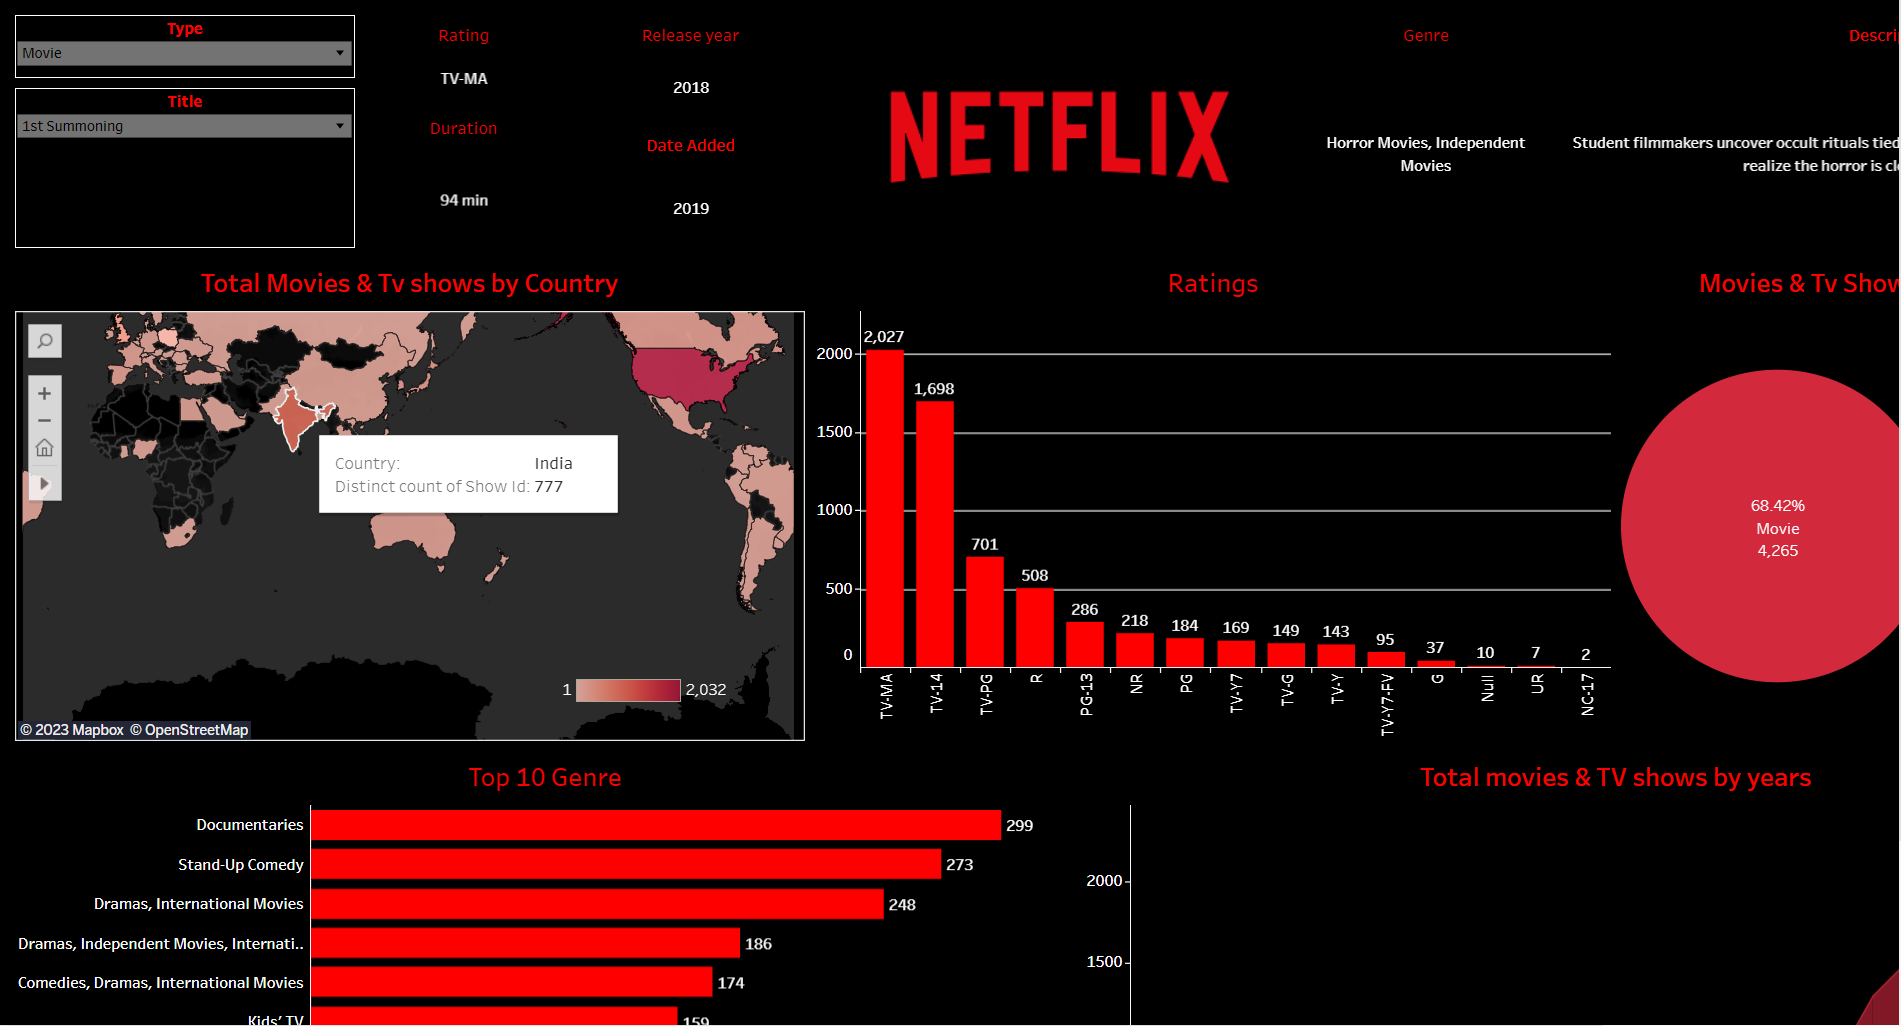 Type
Movie
Title
1st Summoning
Rating
TV-MA
Duration
94 min
Release year
2018
Date Added
2019
NETFLIX
Genre
Horror Movies, Independent
Movies
Descri
Student filmmakers uncover occult rituals tied
realize the horror is cl
Total Movies & Tv shows by Country
Country: India
Distinct count of Show Id: 777
1
2,032
© 2023 Mapbox © OpenStreetMap
Ratings
2000
1500
1000
500
0
2,027
1,698
701
508
286
218
184
169
149
143
95
37
10
7
2
TV-MA
TV-14
TV-PG
R
PG-13
NR
PG
TV-Y7
TV-G
TV-Y
TV-Y7-FV
G
Null
UR
NC-17
Movies & Tv Show
68.42%
Movie
4,265
Top 10 Genre
Documentaries 299
Stand-Up Comedy 273
Dramas, International Movies 248
Dramas, Independent Movies, Internati.. 186
Comedies, Dramas, International Movies 174
Kids' TV 159
Total movies & TV shows by years
2000
1500